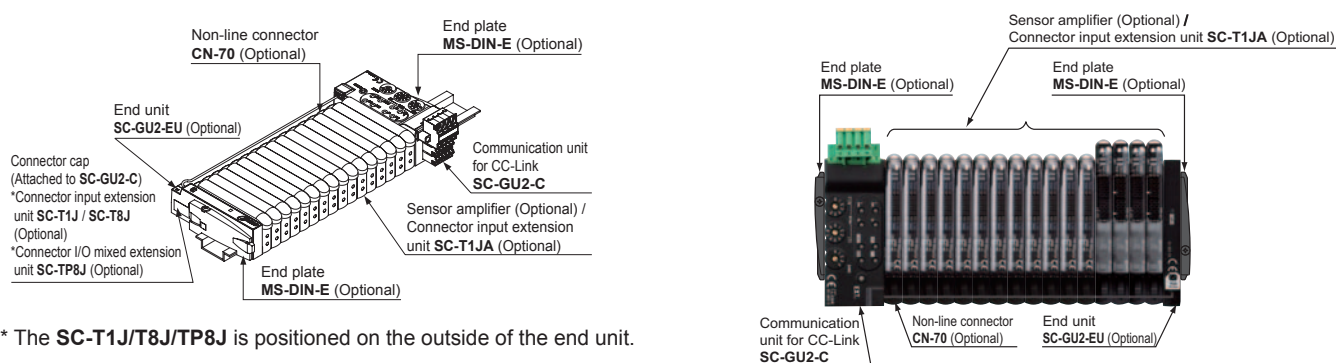 Non-line connector
CN-70 (Optional)
End plate
MS-DIN-E (Optional)
End unit
SC-GU2-EU (Optional)
Connector cap
(Attached to SC-GU2-C)
*Connector input extension
unit SC-T1J / SC-T8J
(Optional)
*Connector I/O mixed extension
unit SC-TP8J (Optional)
Communication unit
for CC-Link
SC-GU2-C
Sensor amplifier (Optional) /
Connector input extension
unit SC-T1JA (Optional)
End plate
MS-DIN-E (Optional)
* The SC-T1J/T8J/TP8J is positioned on the outside of the end unit.
Sensor amplifier (Optional) /
Connector input extension unit SC-T1JA (Optional)
End plate
MS-DIN-E (Optional)
End plate
MS-DIN-E (Optional)
Communication
unit for CC-Link
SC-GU2-C
Non-line connector
CN-70 (Optional)
End unit
SC-GU2-EU (Optional)